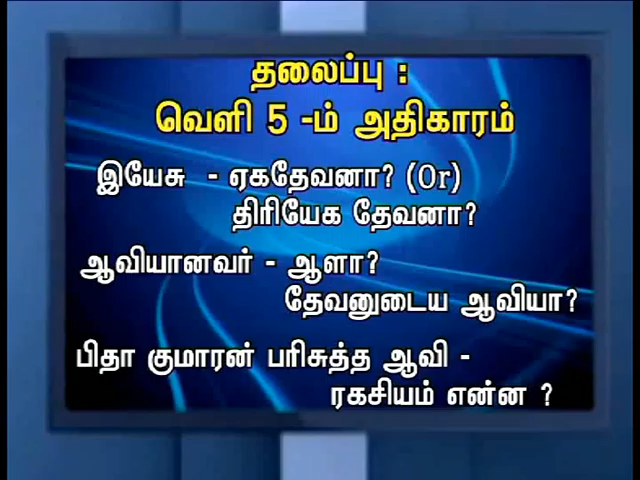 தலைப்பு :
வெளி 5 -ம் அதிகாரம்
இயேசு - ஏகதேவனா? (Or)
திரியேக தேவனா?
ஆவியானவர் - ஆளா?
தேவனுடைய ஆவியா?
பிதா குமாரன் பரிசுத்த ஆவி -
ரகசியம் என்ன ?